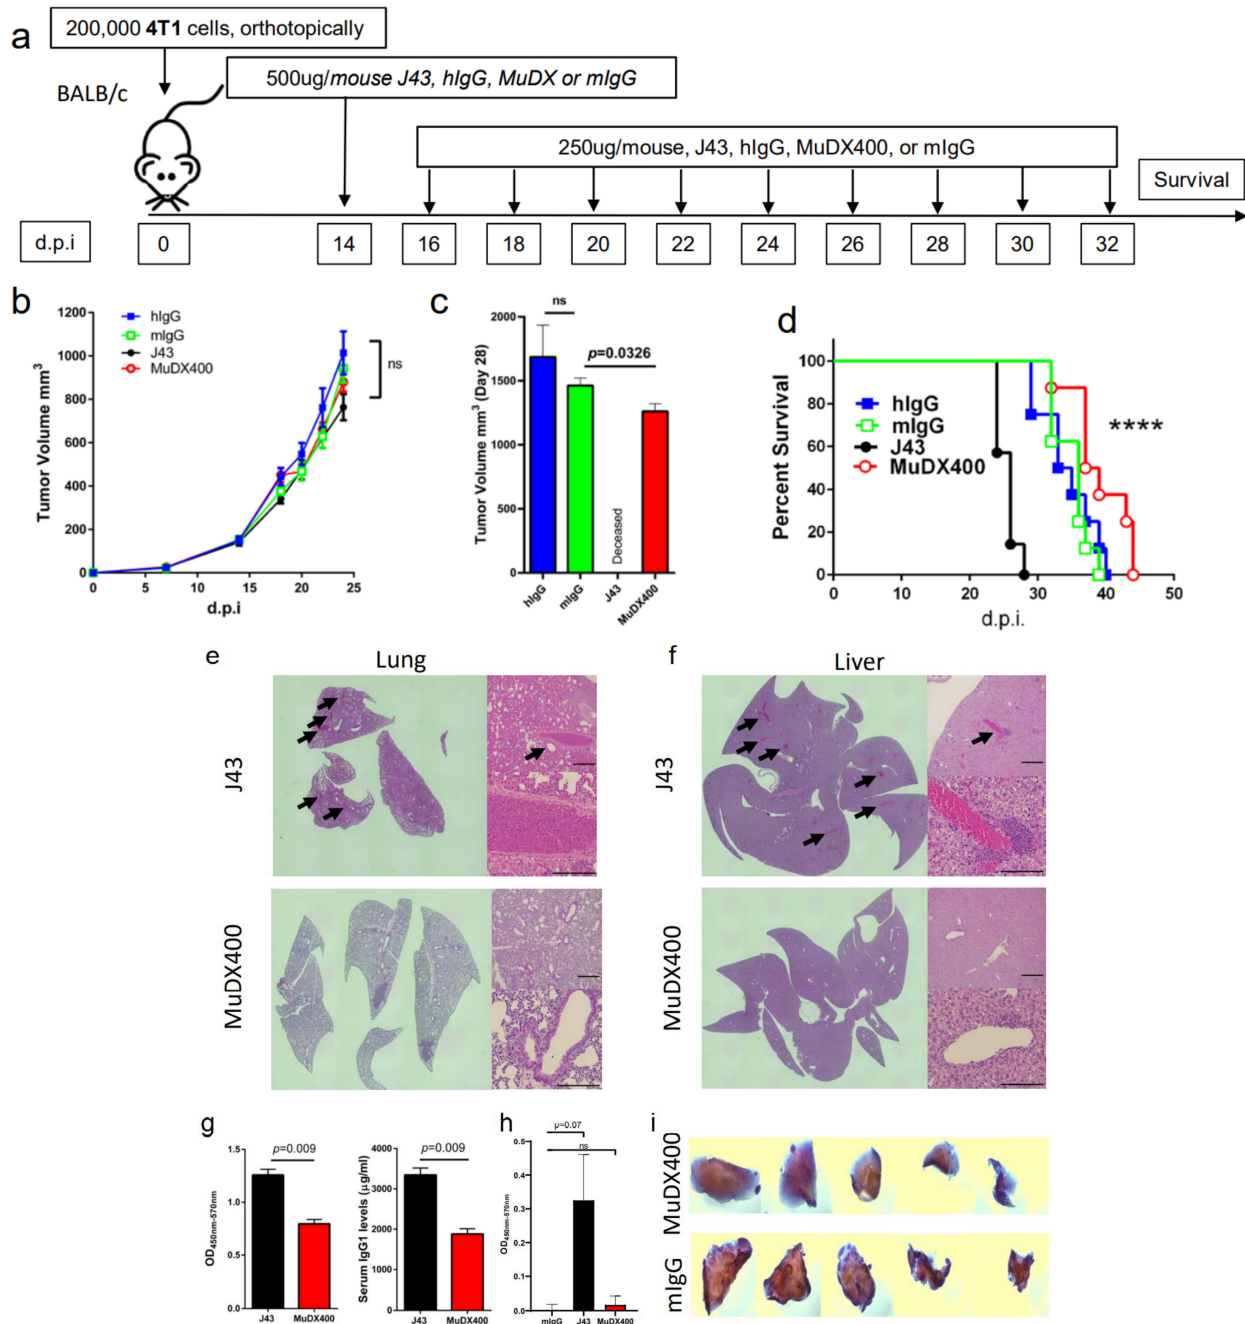 a
200,000 4T1 cells, orthotopically
BALB/c
500ug/mouse J43, hIgG, MuDX or mIgG
250ug/mouse, J43, hIgG, MuDX400, or mIgG
Survival
d.p.i
0
14
16
18
20
22
24
26
28
30
32
b
1200
1000
800
600
400
200
0
Tumor Volume mm³
hIgG
mIgG
J43
MuDX400
ns
0
5
10
15
20
25
30
d.p.i
c
2000
1500
1000
500
0
Tumor Volume mm³ (Day 28)
ns
p=0.0326
Deceased
hIgG
mIgG
J43
MuDX400
d
100
80
60
40
20
0
Percent Survival
hIgG
mIgG
J43
MuDX400
****
0
20
30
40
50
d.p.i.
e
Lung
J43
MuDX400
f
Liver
J43
MuDX400
g
p=0.009
1.5
1.2
1.0
0.5
0.0
OD450nm-570nm
J43
MuDX400
p=0.009
4000
3300
2000
1000
0
Serum IgG1 levels (µg/ml)
J43
MuDX400
h
p=0.07
ns
0.5
0.4
0.3
0.2
0.1
0.0
OD450nm-570nm
mIgG
J43
MuDX400
i
MuDX400
mIgG